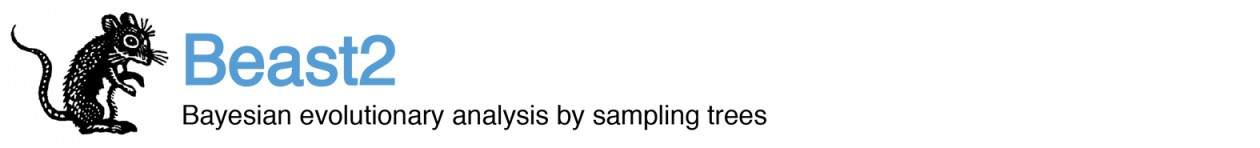 Beast2
Bayesian evolutionary analysis by sampling trees